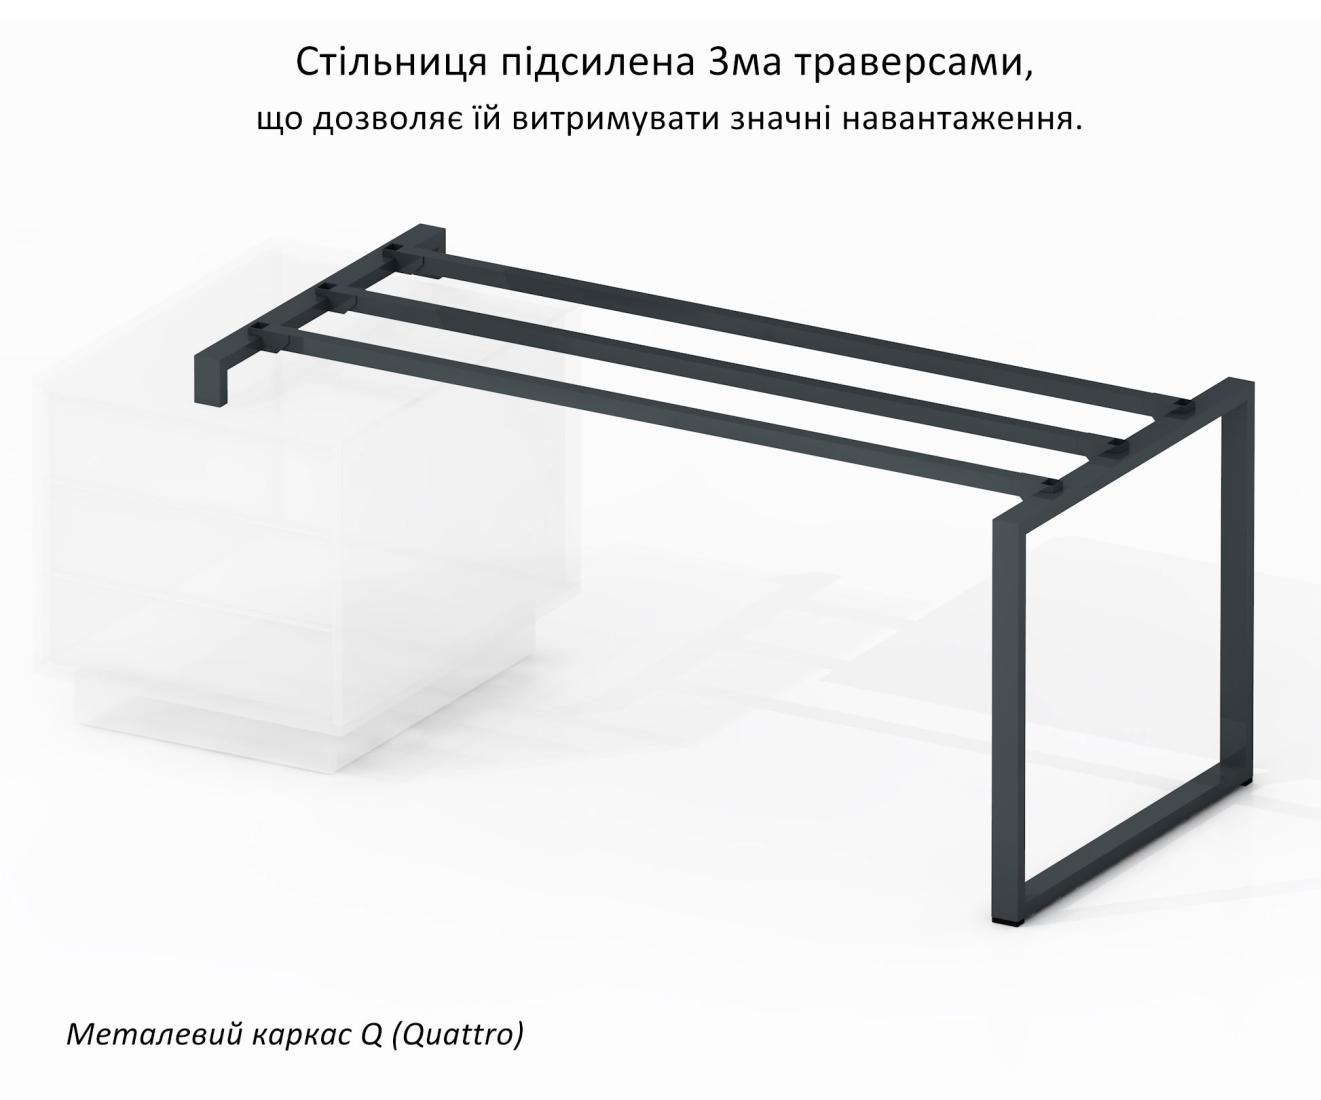 Стільниця підсилена 3ма траверсами,
що дозволяє їй витримувати значні навантаження.
Металевий каркас Q (Quattro)